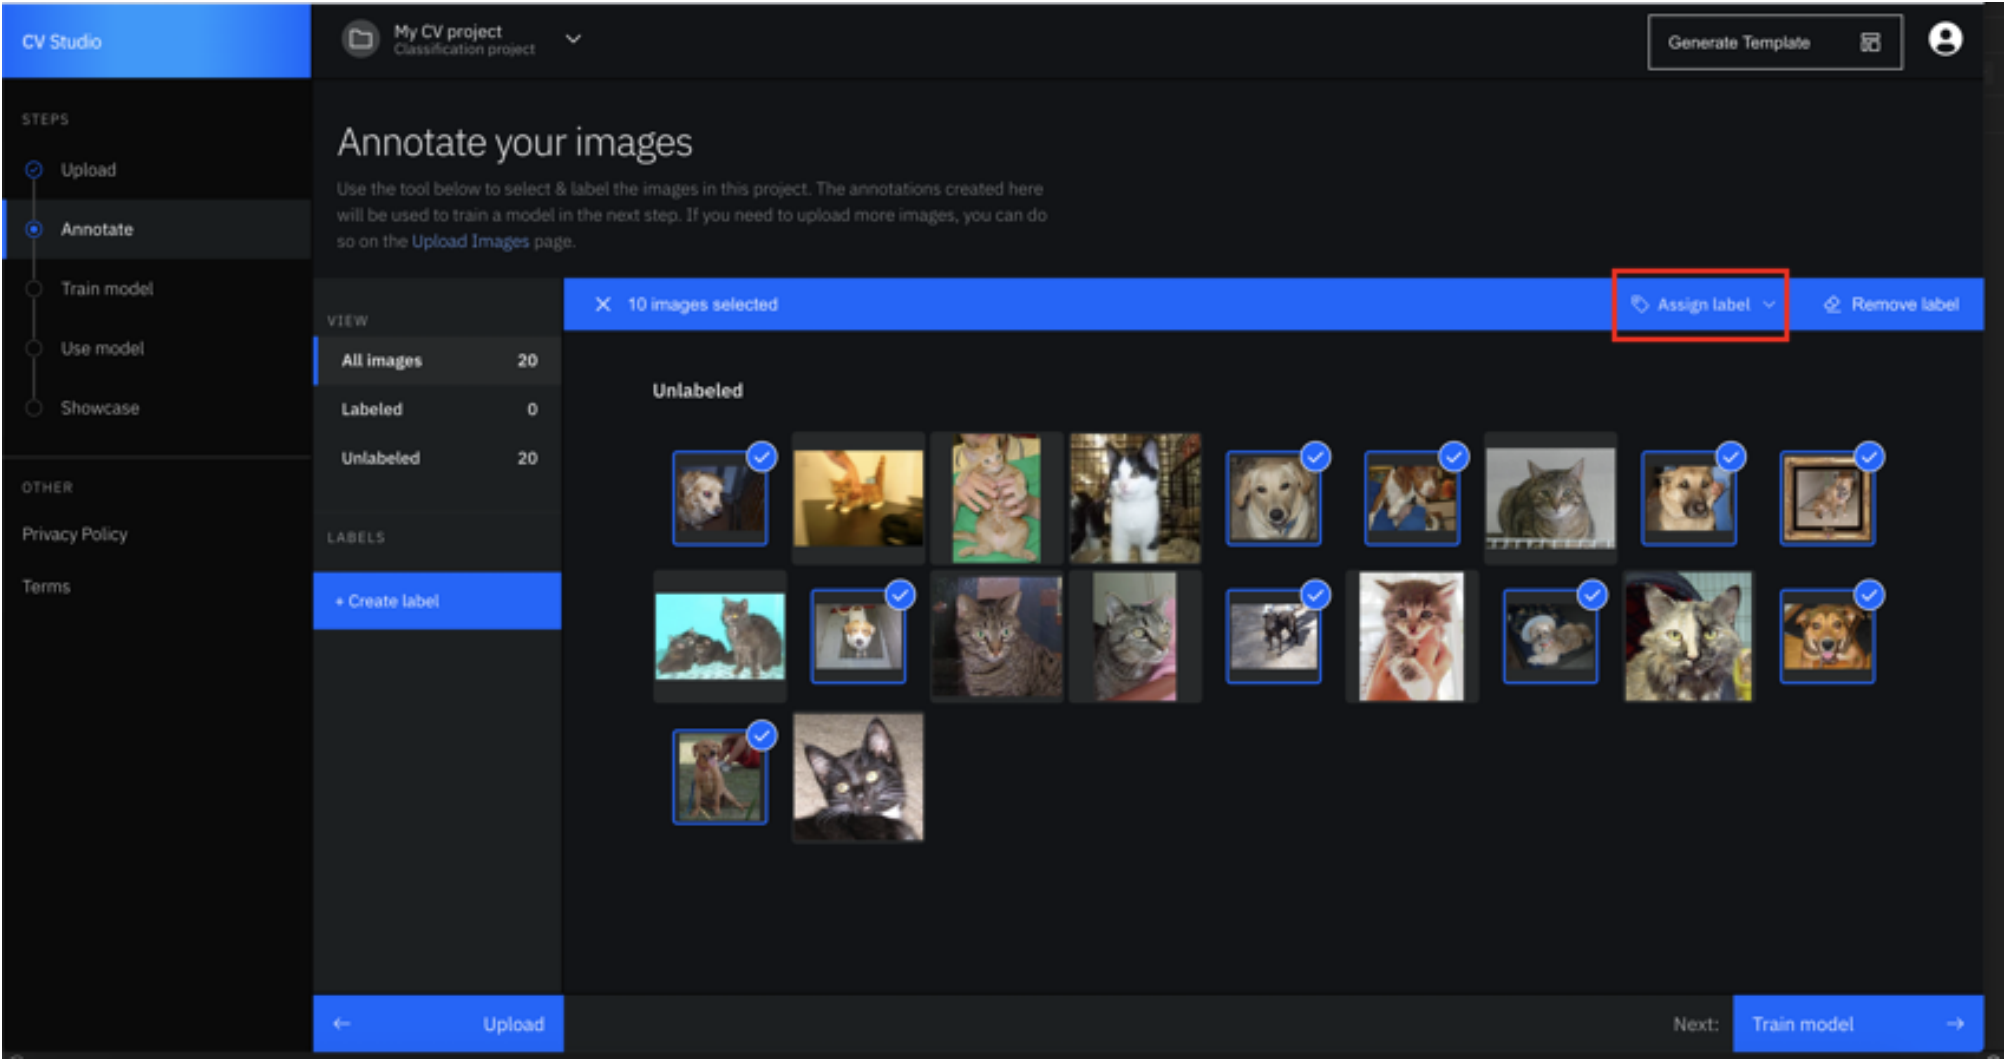 CV Studio
My CV project
Classification project
Generate Template
STEPS
Upload
Annotate
Train model
Use model
Showcase
OTHER
Privacy Policy
Terms
Annotate your images
Use the tool below to select & label the images in this project. The annotations created here
will be used to train a model in the next step. If you need to upload more images, you can do
so on the Upload Images page.
VIEW
All images 20
Labeled 0
Unlabeled 20
LABELS
+ Create label
10 images selected
Assign label
Remove label
Unlabeled
Upload
Next:
Train model